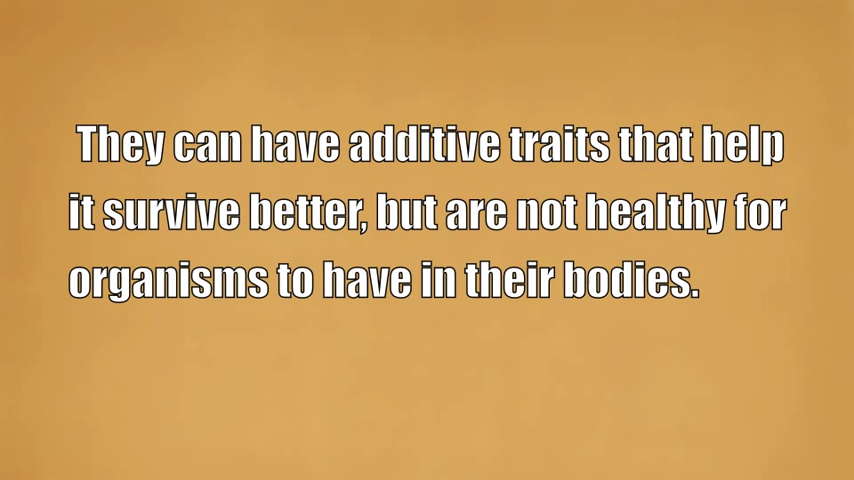 They can have additive traits that help
it survive better, but are not healthy for
organisms to have in their bodies.